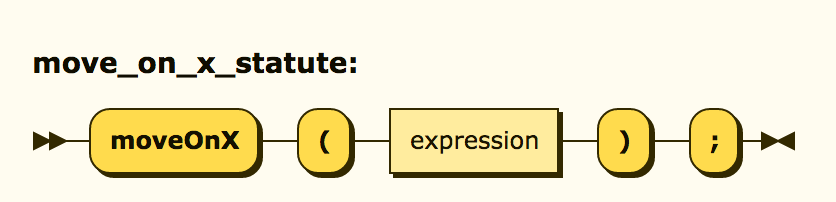 move_on_x_statute:
moveOnX ( expression ) ;